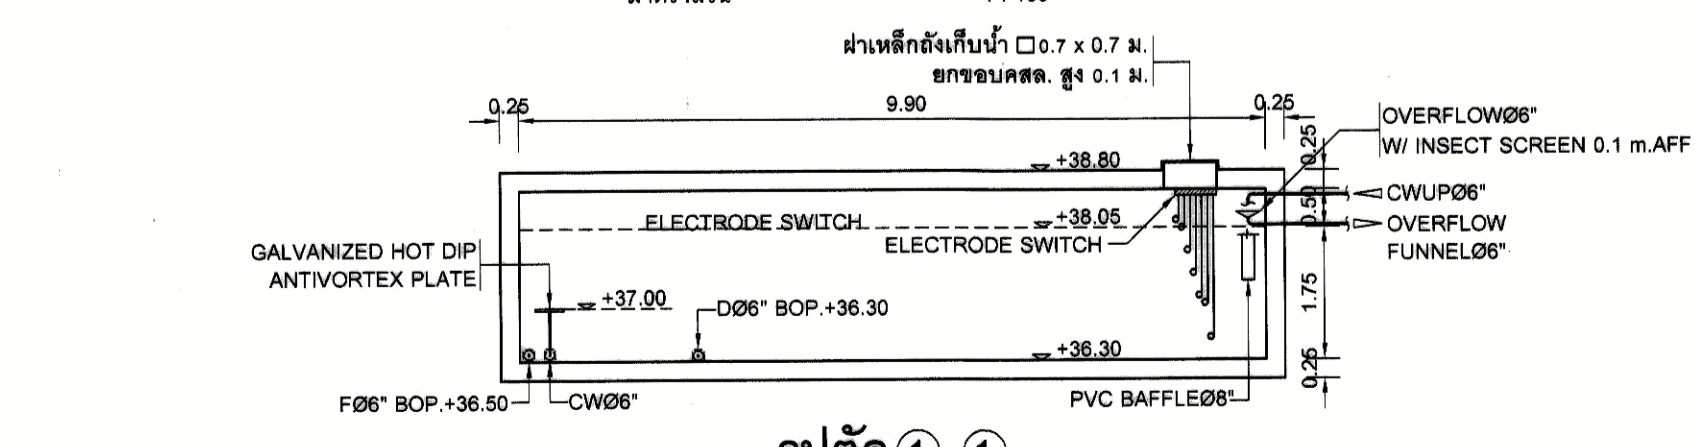 ฝาเหล็กถังเก็บน้ำ □0.7 x 0.7 ม.
ยกขอบคสล. สูง 0.1 ม.
0.25
9.90
0.25
OVERFLOWØ6"
W/ INSECT SCREEN 0.1 m.AFF
0.25
+38.80
CWUPØ6"
0.50
ELECTRODE SWITCH
+38.05
OVERFLOW
FUNNELØ6"
ELECTRODE SWITCH
GALVANIZED HOT DIP
ANTIVORTEX PLATE
+37.00
DØ6" BOP.+36.30
1.75
+36.30
0.25
FØ6" BOP.+36.50
CWØ6"
PVC BAFFLEØ8"